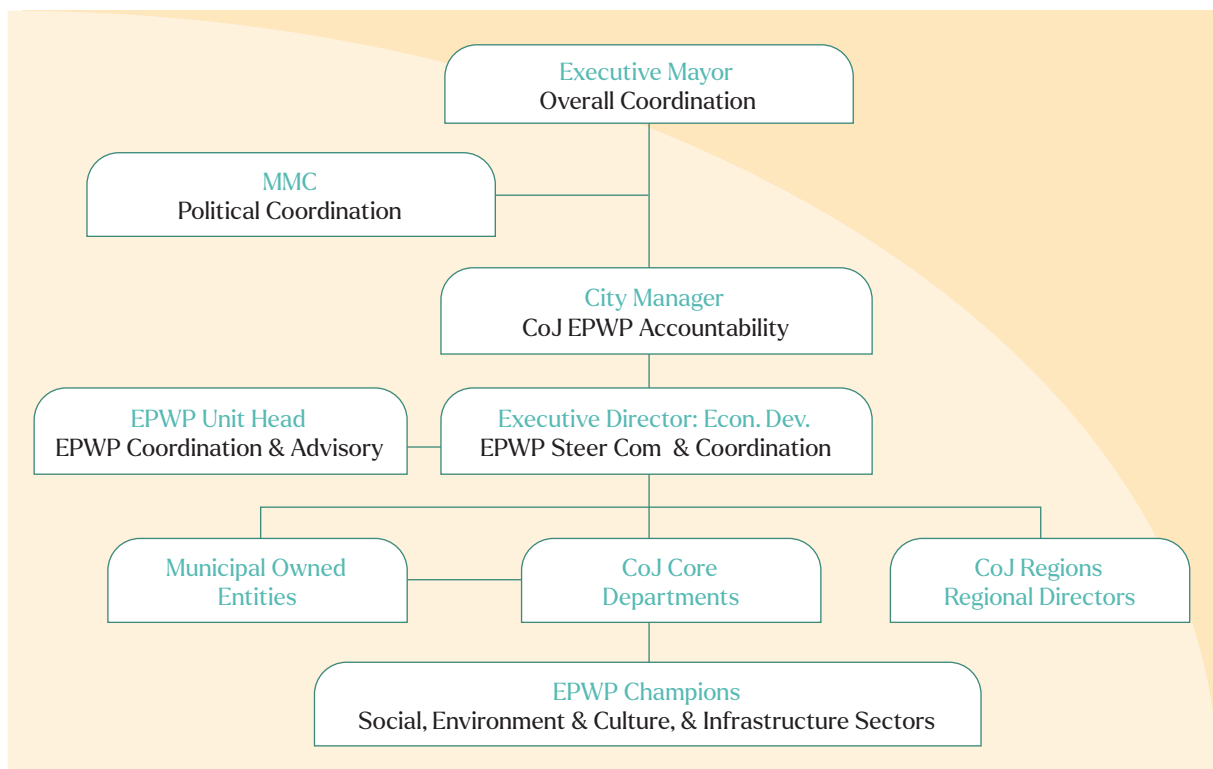 Executive Mayor
Overall Coordination
MMC
Political Coordination
City Manager
CoJ EPWP Accountability
EPWP Unit Head
EPWP Coordination & Advisory
Executive Director: Econ. Dev.
EPWP Steer Com & Coordination
Municipal Owned
Entities
CoJ Core
Departments
CoJ Regions
Regional Directors
EPWP Champions
Social, Environment & Culture, & Infrastructure Sectors